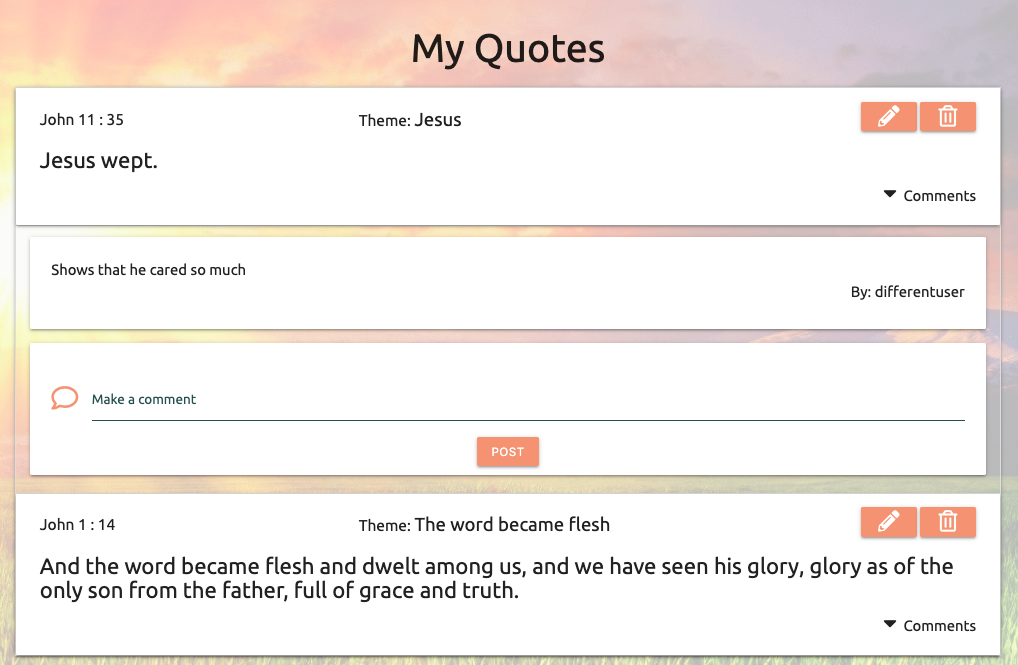 My Quotes
John 11 : 35
Theme: Jesus
Jesus wept.
Comments
Shows that he cared so much
By: differentuser
Make a comment
POST
John 1 : 14
Theme: The word became flesh
And the word became flesh and dwelt among us, and we have seen his glory, glory as of the
only son from the father, full of grace and truth.
Comments